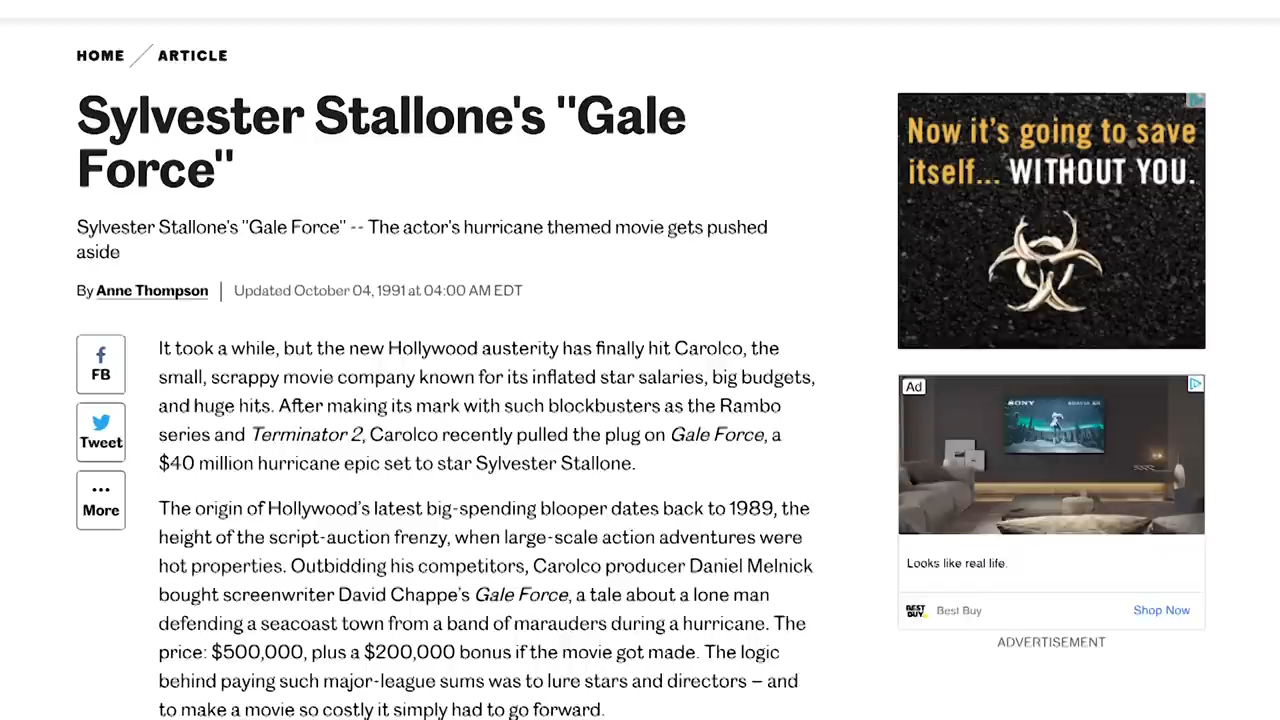 HOME / ARTICLE
Sylvester Stallone's "Gale
Force"
Sylvester Stallone's "Gale Force" -- The actor's hurricane themed movie gets pushed
aside
By Anne Thompson | Updated October 04, 1991 at 04:00 AM EDT
FB
Tweet
More
It took a while, but the new Hollywood austerity has finally hit Carolco, the
small, scrappy movie company known for its inflated star salaries, big budgets,
and huge hits. After making its mark with such blockbusters as the Rambo
series and Terminator 2, Carolco recently pulled the plug on Gale Force, a
$40 million hurricane epic set to star Sylvester Stallone.
The origin of Hollywood’s latest big-spending blooper dates back to 1989, the
height of the script-auction frenzy, when large-scale action adventures were
hot properties. Outbidding his competitors, Carolco producer Daniel Melnick
bought screenwriter David Chappe’s Gale Force, a tale about a lone man
defending a seacoast town from a band of marauders during a hurricane. The
price: $500,000, plus a $200,000 bonus if the movie got made. The logic
behind paying such major-league sums was to lure stars and directors – and
to make a movie so costly it simply had to go forward.
Now it’s going to save
itself... WITHOUT YOU.
Ad
SONY
Looks like real life.
BEST BUY
Best Buy
Shop Now
ADVERTISEMENT